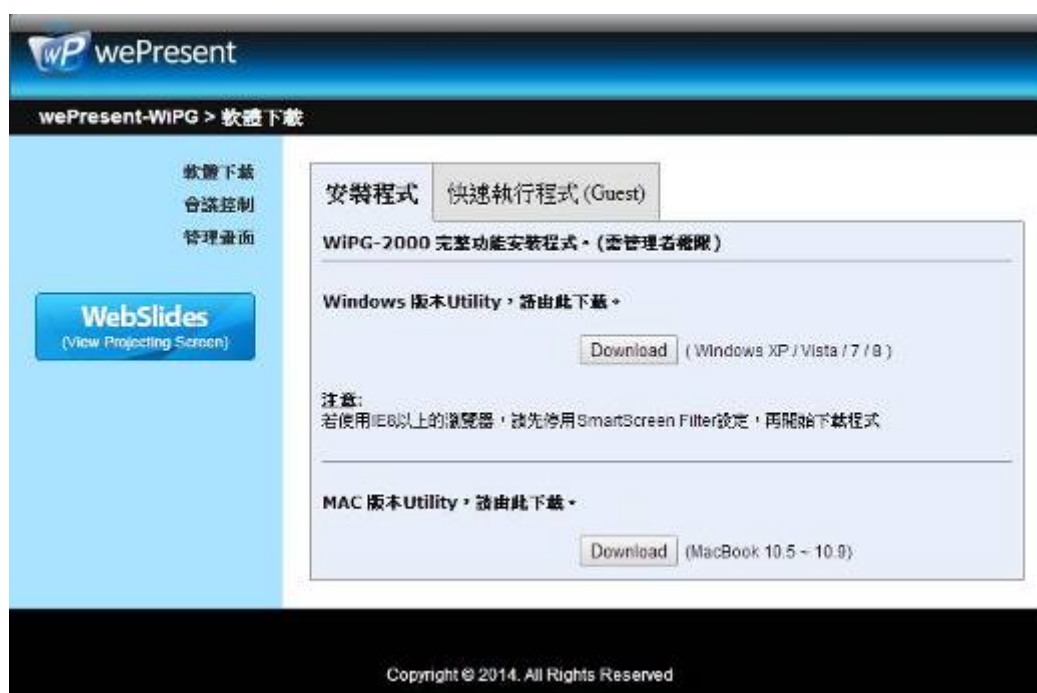 wP wePresent
wePresent-WiPG > 軟體下載
軟體下載
會議控制
管理畫面
WebSlides
(View Projecting Screen)
安裝程式
快速執行程式 (Guest)
WiPG-2000 完整功能安裝程式。(需管理者權限)
Windows 版本Utility，請由此下載。
Download ( Windows XP / Vista / 7 / 8 )
注意:
若使用IE8以上的瀏覽器，請先停用SmartScreen Filter設定，再開始下載程式
MAC 版本Utility，請由此下載。
Download (MacBook 10.5 ~ 10.9)
Copyright © 2014. All Rights Reserved